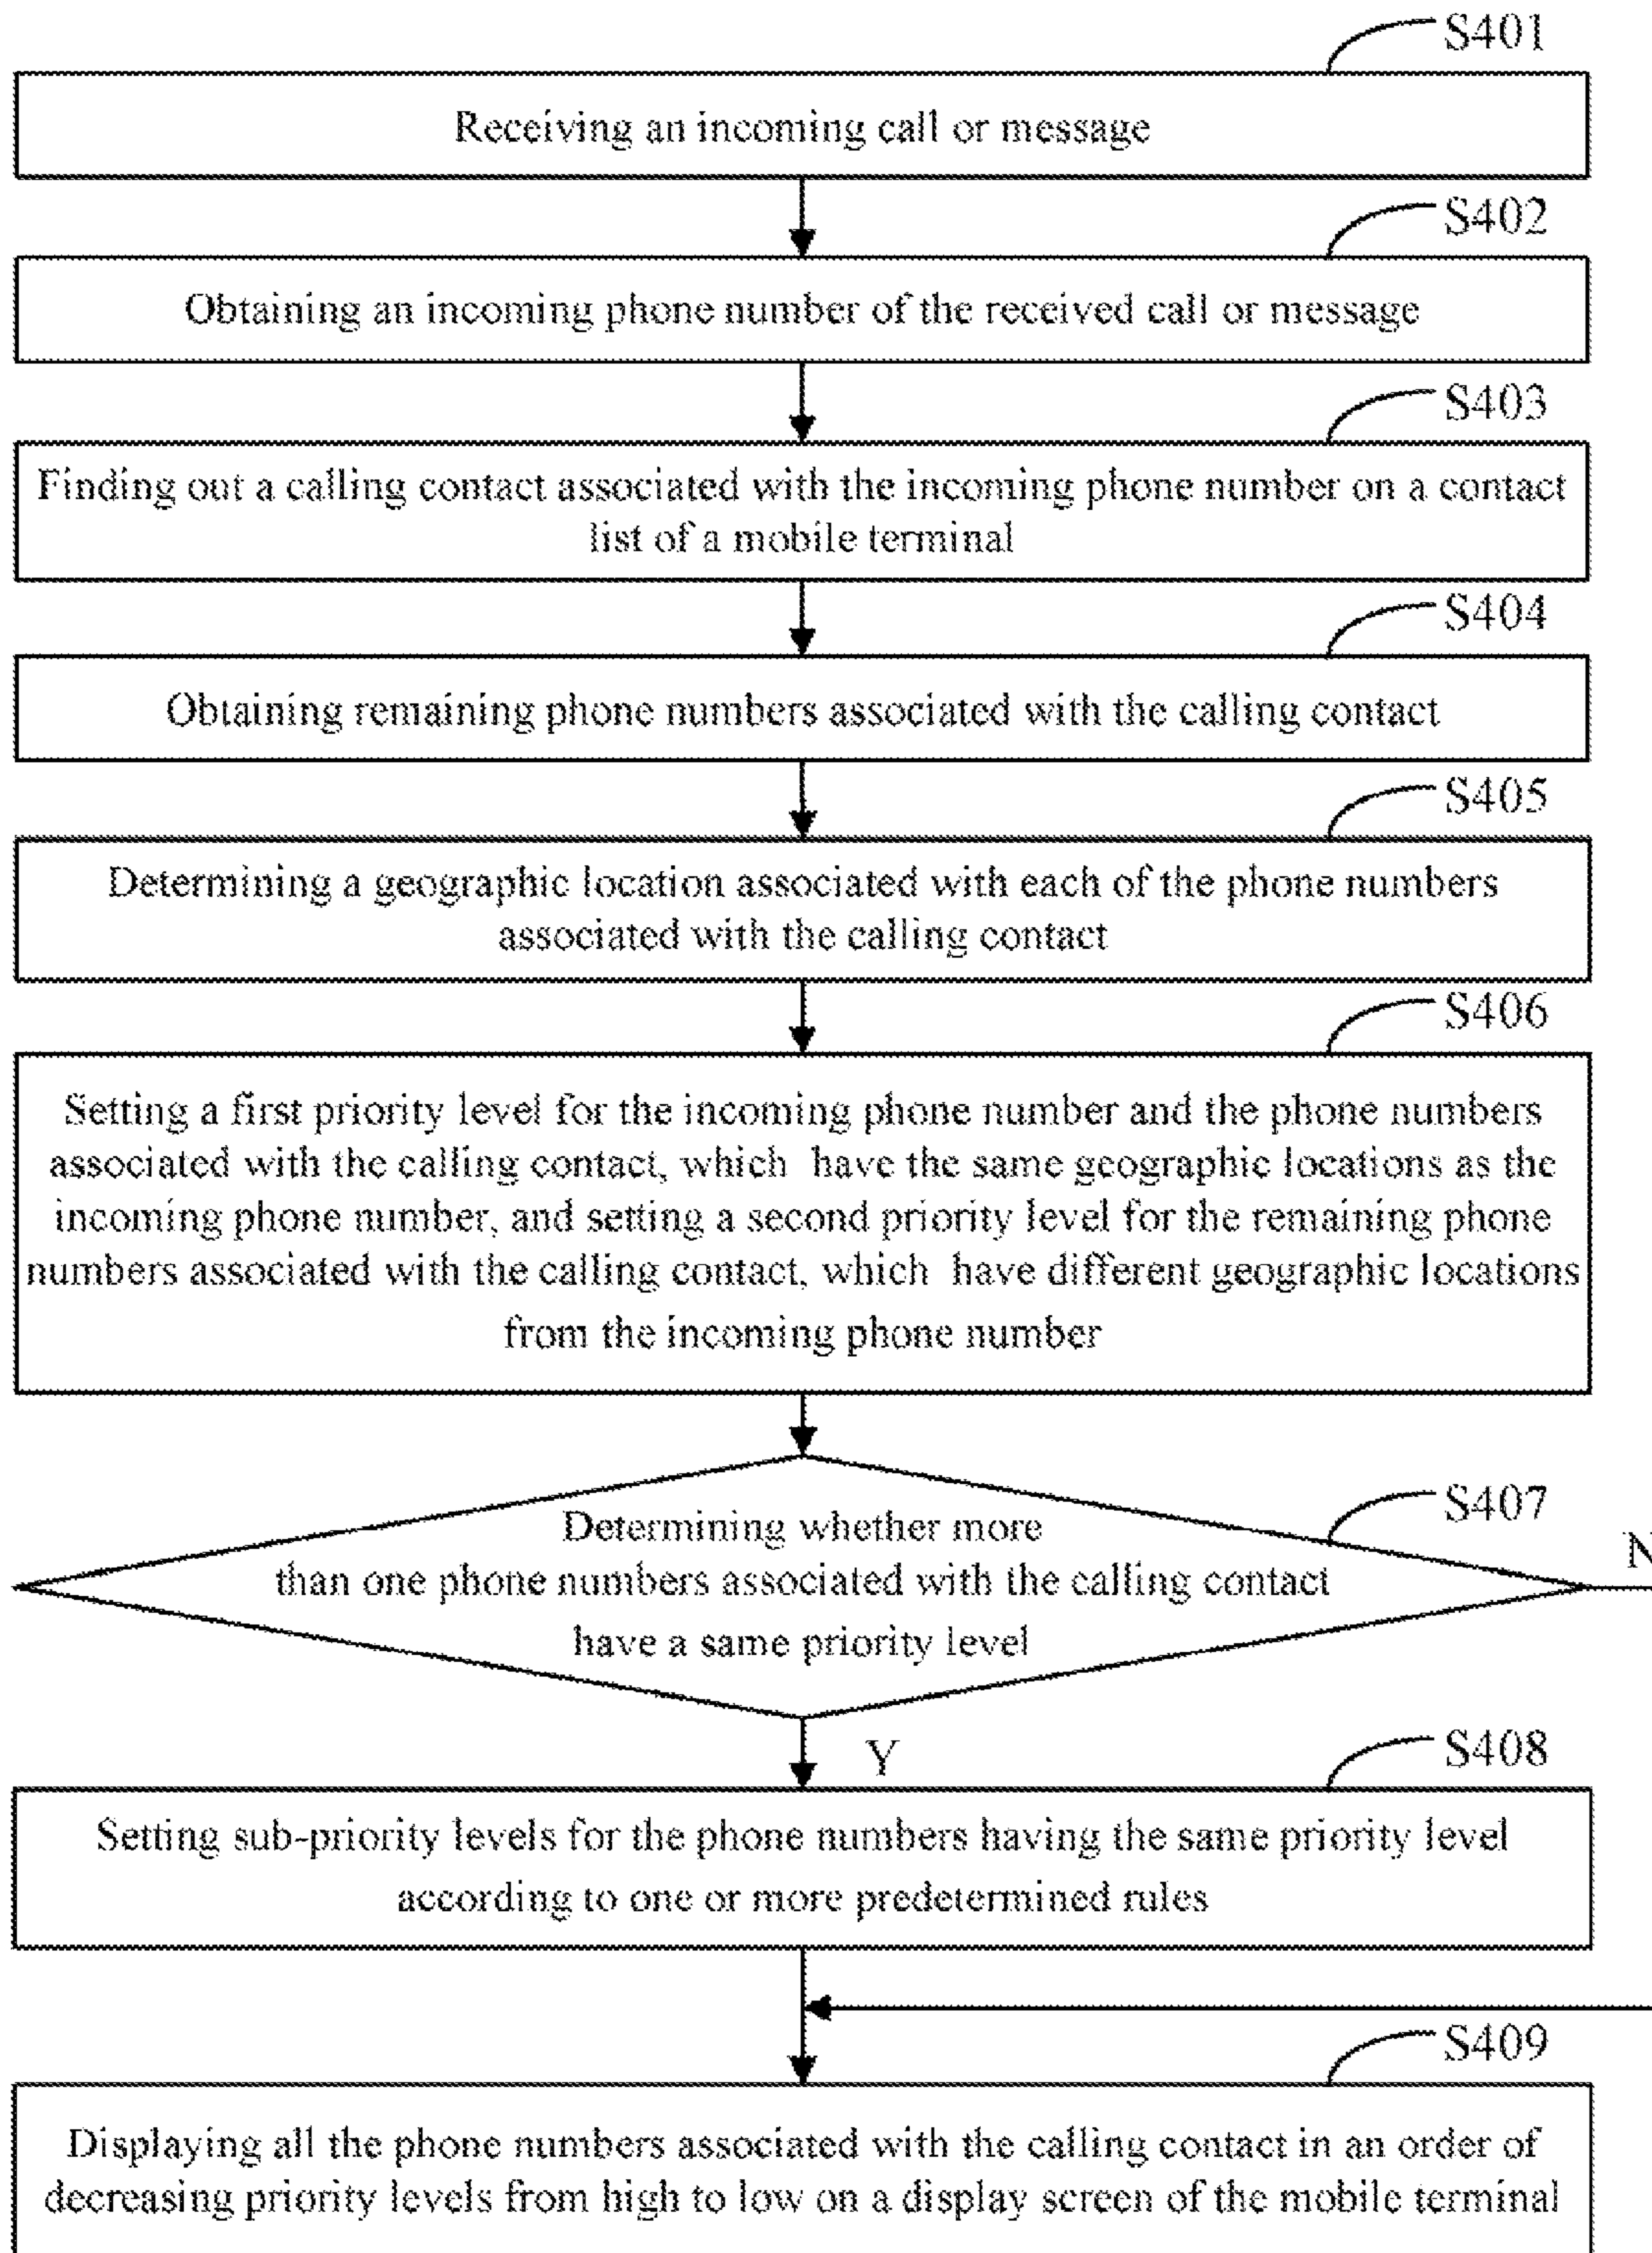 S401
Receiving an incoming call or message
S402
Obtaining an incoming phone number of the received call or message
S403
Finding out a calling contact associated with the incoming phone number on a contact
list of a mobile terminal
S404
Obtaining remaining phone numbers associated with the calling contact
S405
Determining a geographic location associated with each of the phone numbers
associated with the calling contact
S406
Setting a first priority level for the incoming phone number and the phone numbers
associated with the calling contact, which have the same geographic locations as the
incoming phone number, and setting a second priority level for the remaining phone
numbers associated with the calling contact, which have different geographic locations
from the incoming phone number
S407
Determining whether more
than one phone numbers associated with the calling contact
have a same priority level
N
Y
S408
Setting sub-priority levels for the phone numbers having the same priority level
according to one or more predetermined rules
S409
Displaying all the phone numbers associated with the calling contact in an order of
decreasing priority levels from high to low on a display screen of the mobile terminal